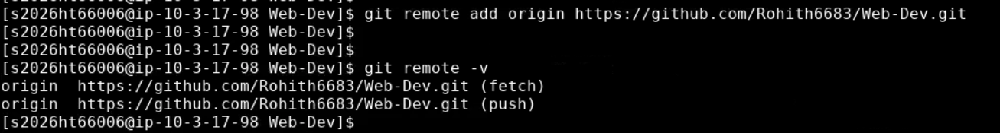 [s2026ht66006@ip-10-3-17-98 Web-Dev]$ git remote add origin https://github.com/Rohith6683/Web-Dev.git
[s2026ht66006@ip-10-3-17-98 Web-Dev]$
[s2026ht66006@ip-10-3-17-98 Web-Dev]$
[s2026ht66006@ip-10-3-17-98 Web-Dev]$ git remote -v
origin  https://github.com/Rohith6683/Web-Dev.git (fetch)
origin  https://github.com/Rohith6683/Web-Dev.git (push)
[s2026ht66006@ip-10-3-17-98 Web-Dev]$